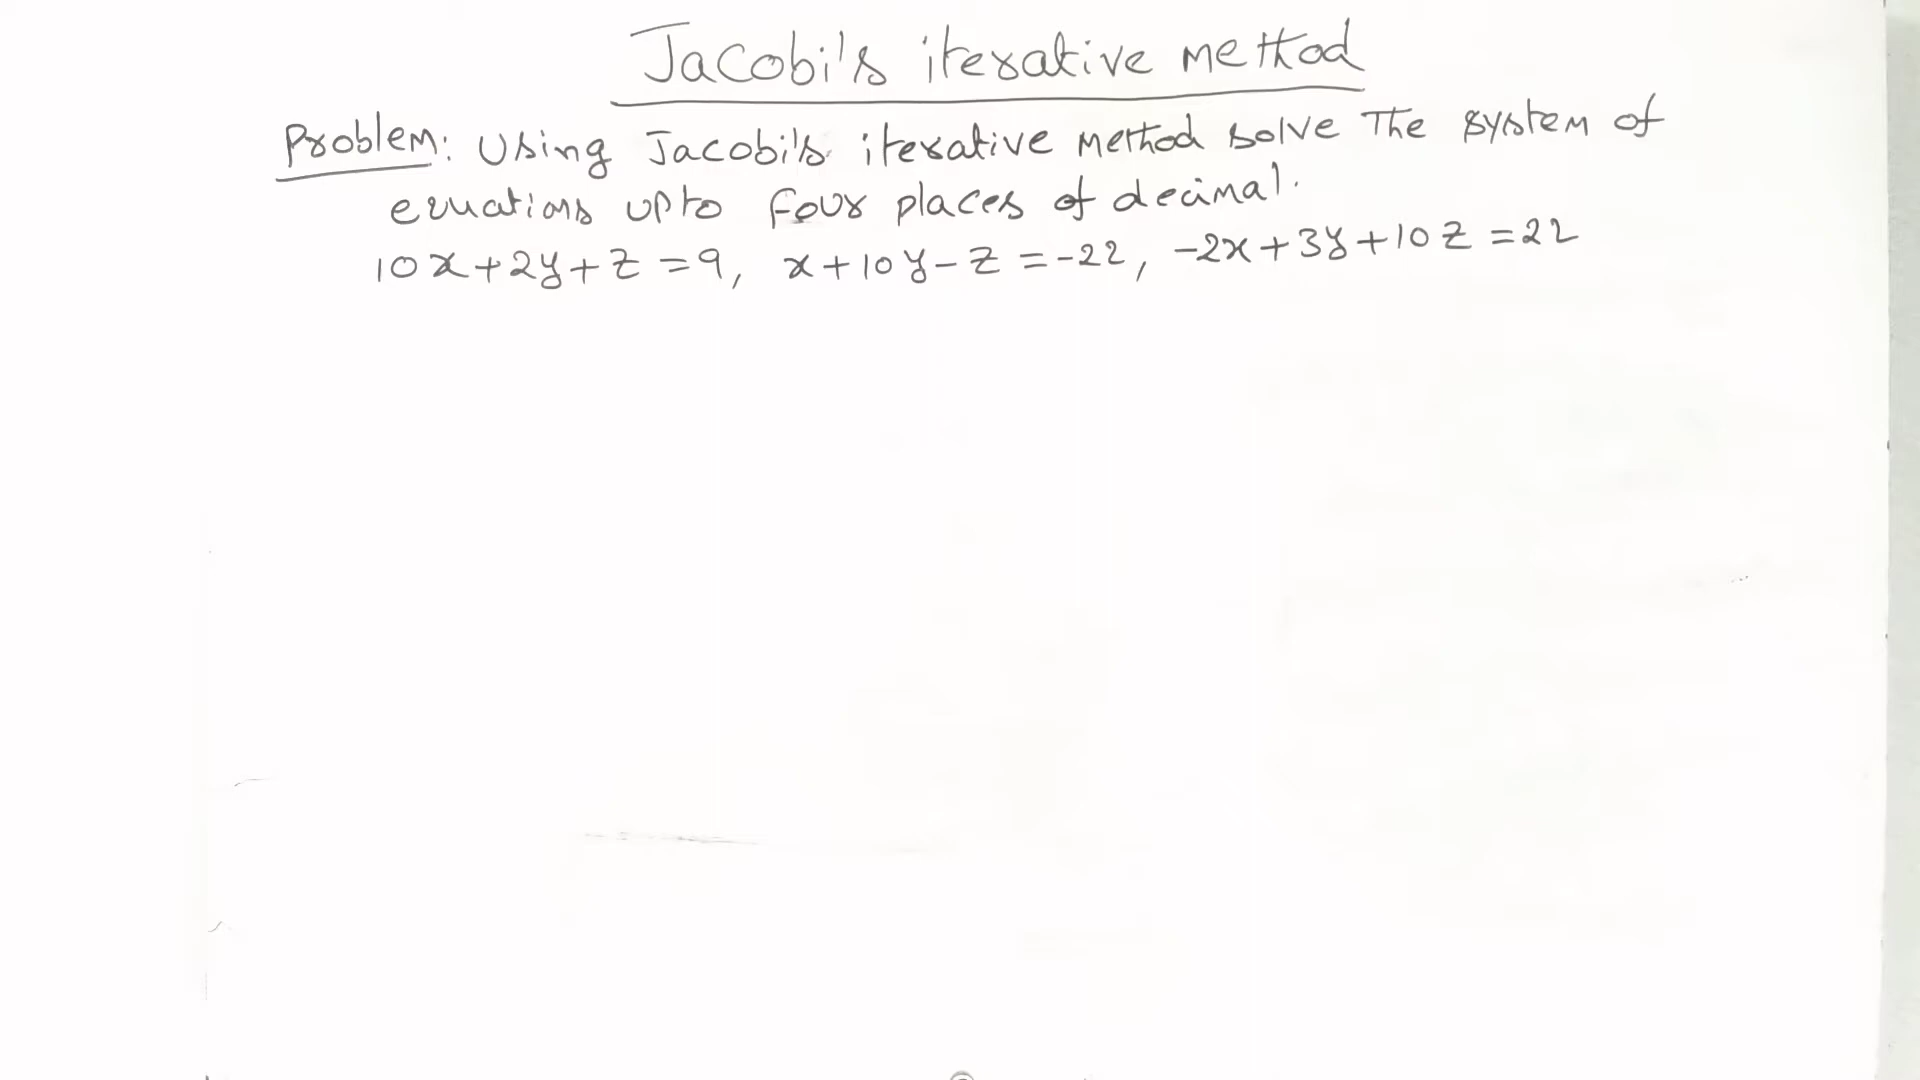 Jacobi's iterative method
Problem: Using Jacobi's iterative method solve The system of
equations upto four places of decimal.
10x+2y+z=9, x+10y-z=-22, -2x+3y+10z=22